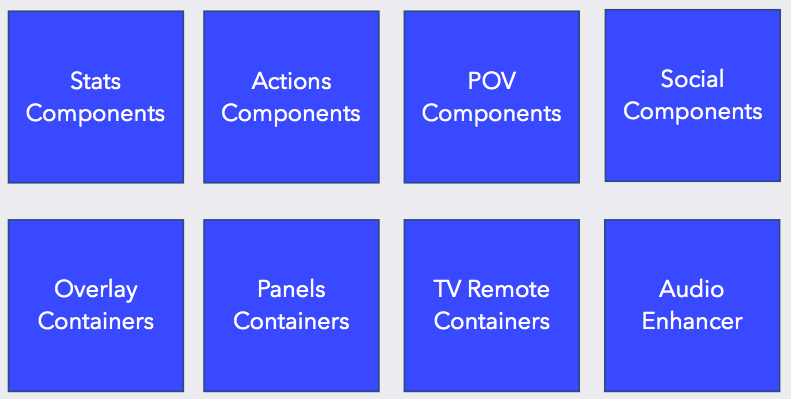 Stats
Components
Actions
Components
POV
Components
Social
Components
Overlay
Containers
Panels
Containers
TV Remote
Containers
Audio
Enhancer